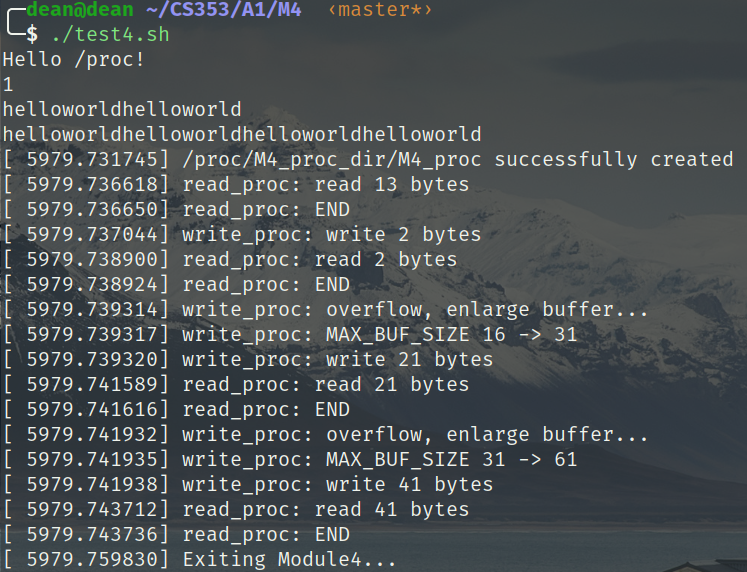 dean@dean ~/CS353/A1/M4 ‹master*›
$ ./test4.sh
Hello /proc!
1
helloworldhelloworld
helloworldhelloworldhelloworldhelloworld
[ 5979.731745] /proc/M4_proc_dir/M4_proc successfully created
[ 5979.736618] read_proc: read 13 bytes
[ 5979.736650] read_proc: END
[ 5979.737044] write_proc: write 2 bytes
[ 5979.738900] read_proc: read 2 bytes
[ 5979.738924] read_proc: END
[ 5979.739314] write_proc: overflow, enlarge buffer...
[ 5979.739317] write_proc: MAX_BUF_SIZE 16 -> 31
[ 5979.739320] write_proc: write 21 bytes
[ 5979.741589] read_proc: read 21 bytes
[ 5979.741616] read_proc: END
[ 5979.741932] write_proc: overflow, enlarge buffer...
[ 5979.741935] write_proc: MAX_BUF_SIZE 31 -> 61
[ 5979.741938] write_proc: write 41 bytes
[ 5979.743712] read_proc: read 41 bytes
[ 5979.743736] read_proc: END
[ 5979.759830] Exiting Module4...